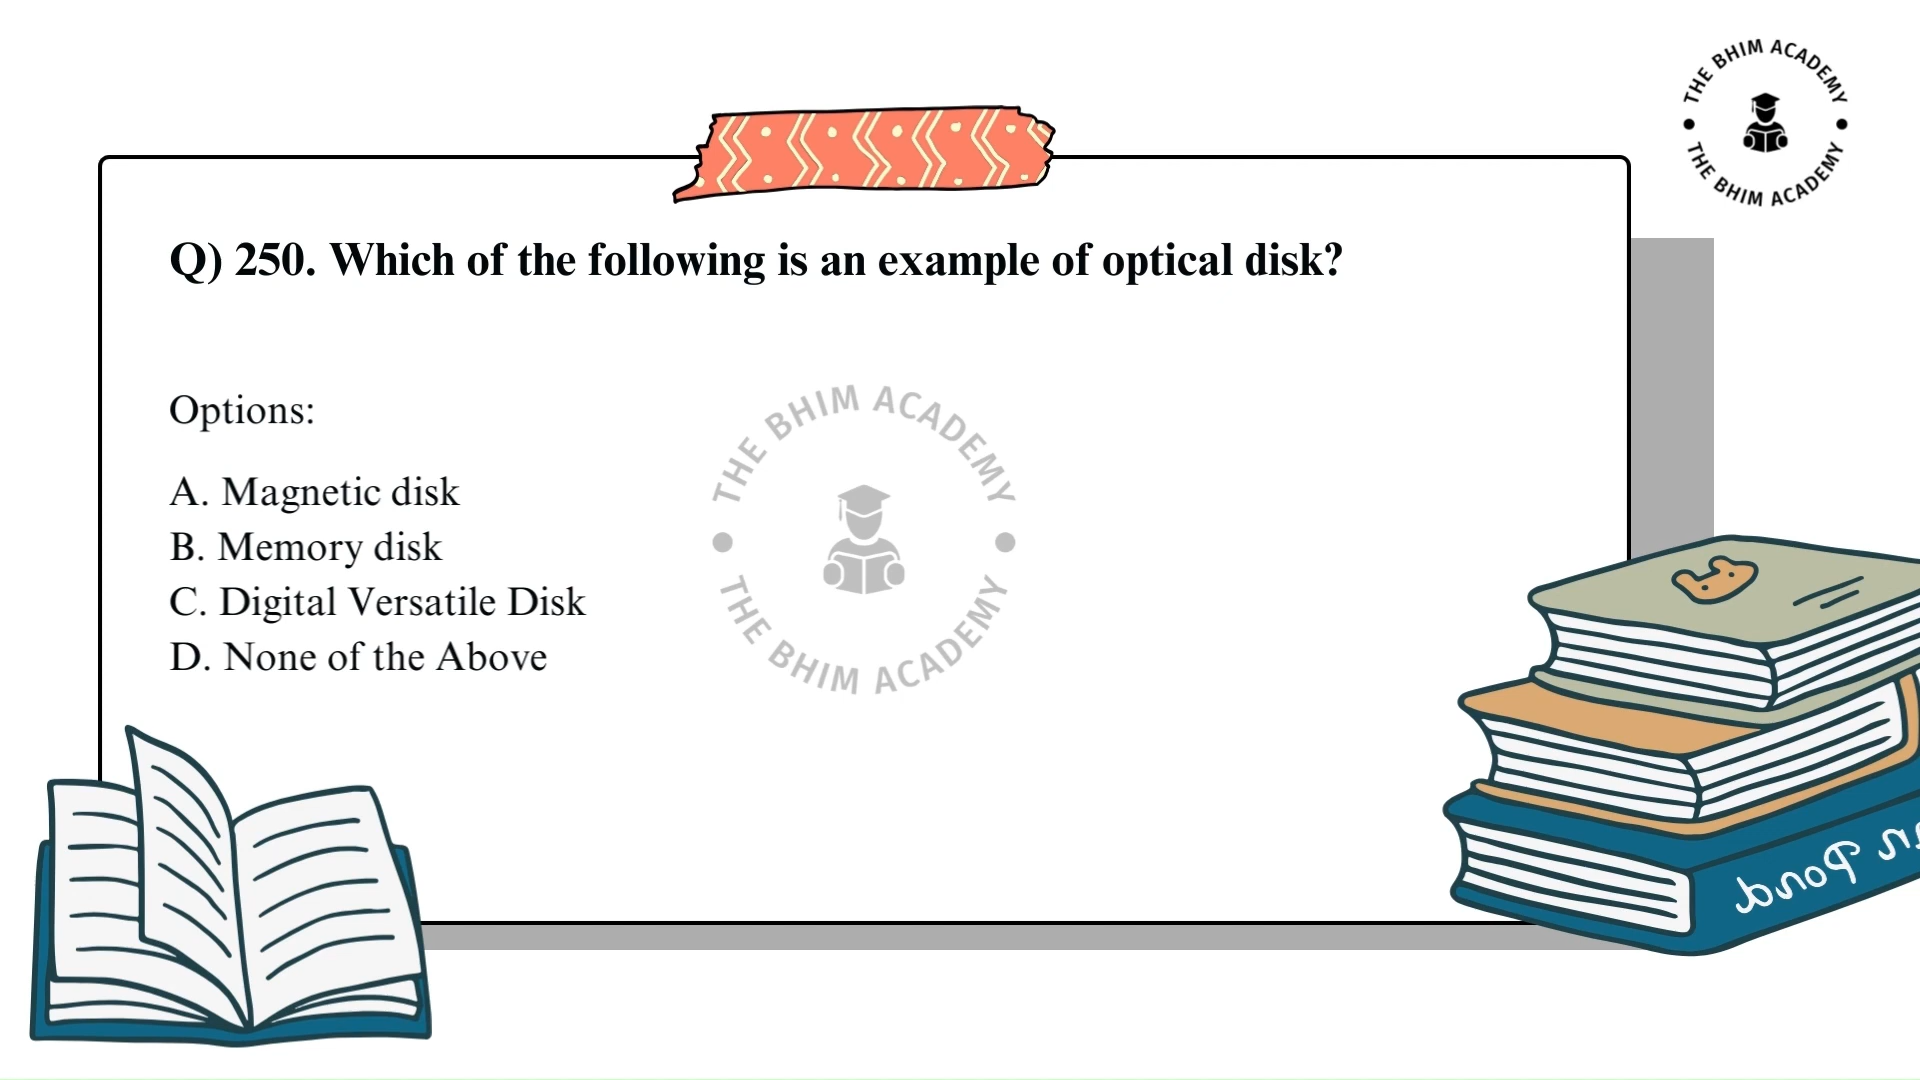 THE BHIM ACADEMY
THE BHIM ACADEMY
Q) 250. Which of the following is an example of optical disk?
Options:
A. Magnetic disk
B. Memory disk
C. Digital Versatile Disk
D. None of the Above
THE BHIM ACADEMY
THE BHIM ACADEMY
Pond